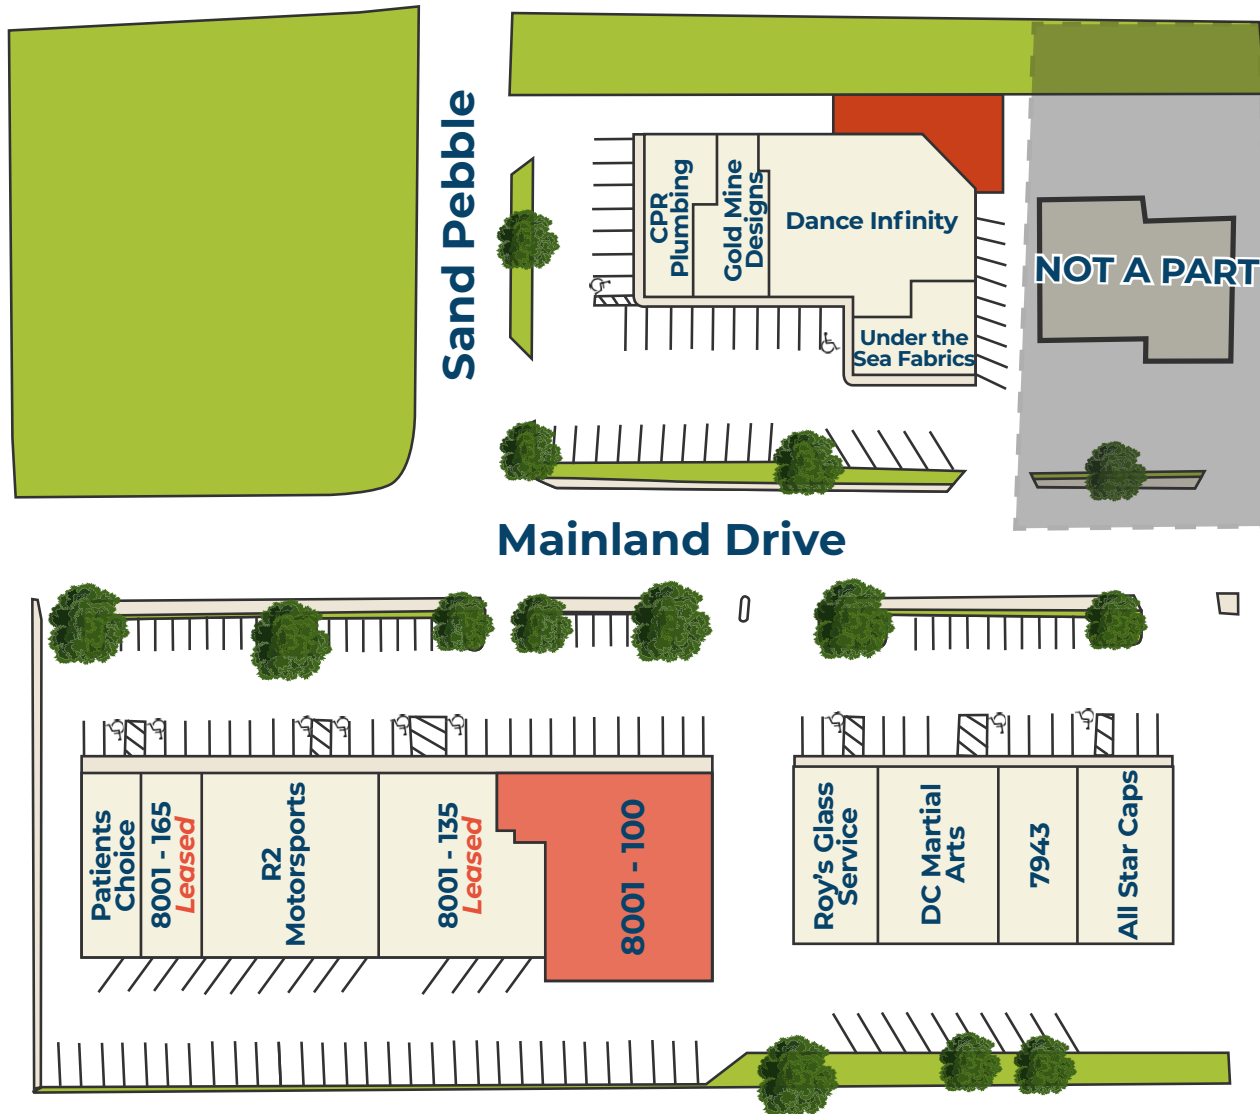 Sand Pebble
CPR
Plumbing
Gold Mine
Designs
Dance Infinity
Under the
Sea Fabrics
NOT A PART
Mainland Drive
Patients
Choice
8001 - 165
Leased
R2
Motorsports
8001 - 135
Leased
8001 - 100
Roy's Glass
Service
DC Martial
Arts
7943
All Star Caps